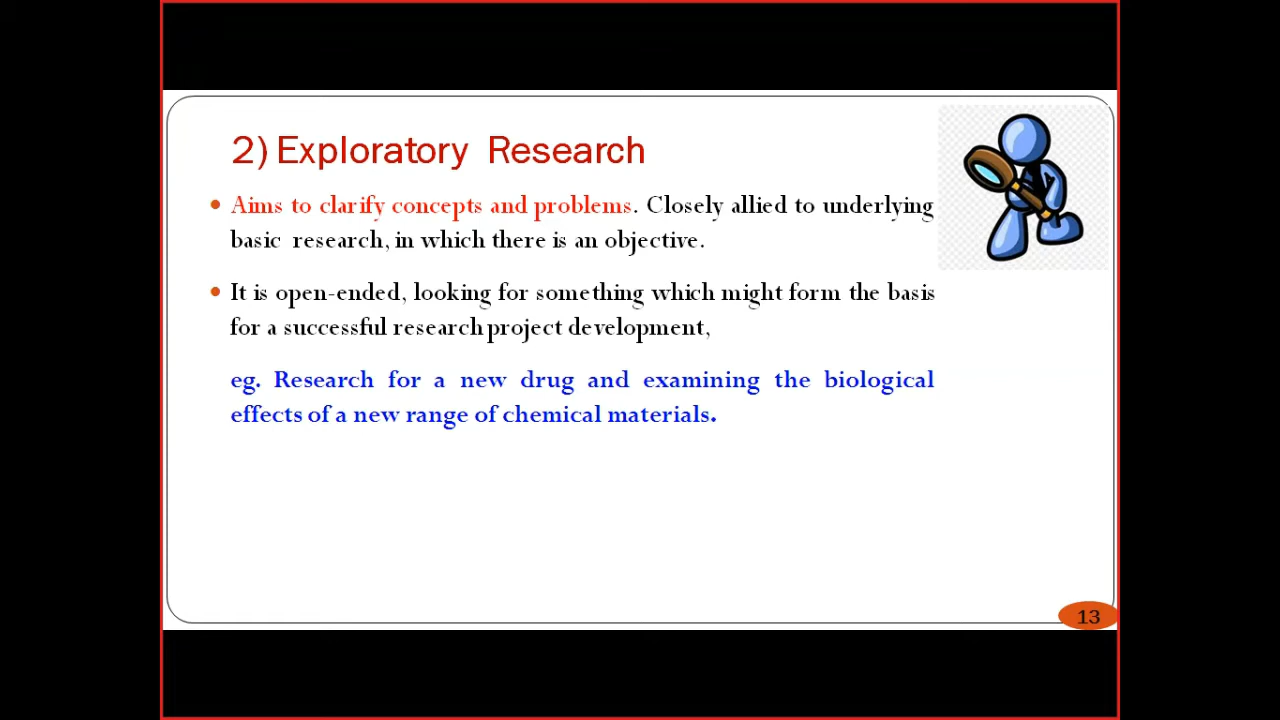 2) Exploratory Research
• Aims to clarify concepts and problems. Closely allied to underlying
basic research, in which there is an objective.
• It is open-ended, looking for something which might form the basis
for a successful research project development,
eg. Research for a new drug and examining the biological
effects of a new range of chemical materials.
13